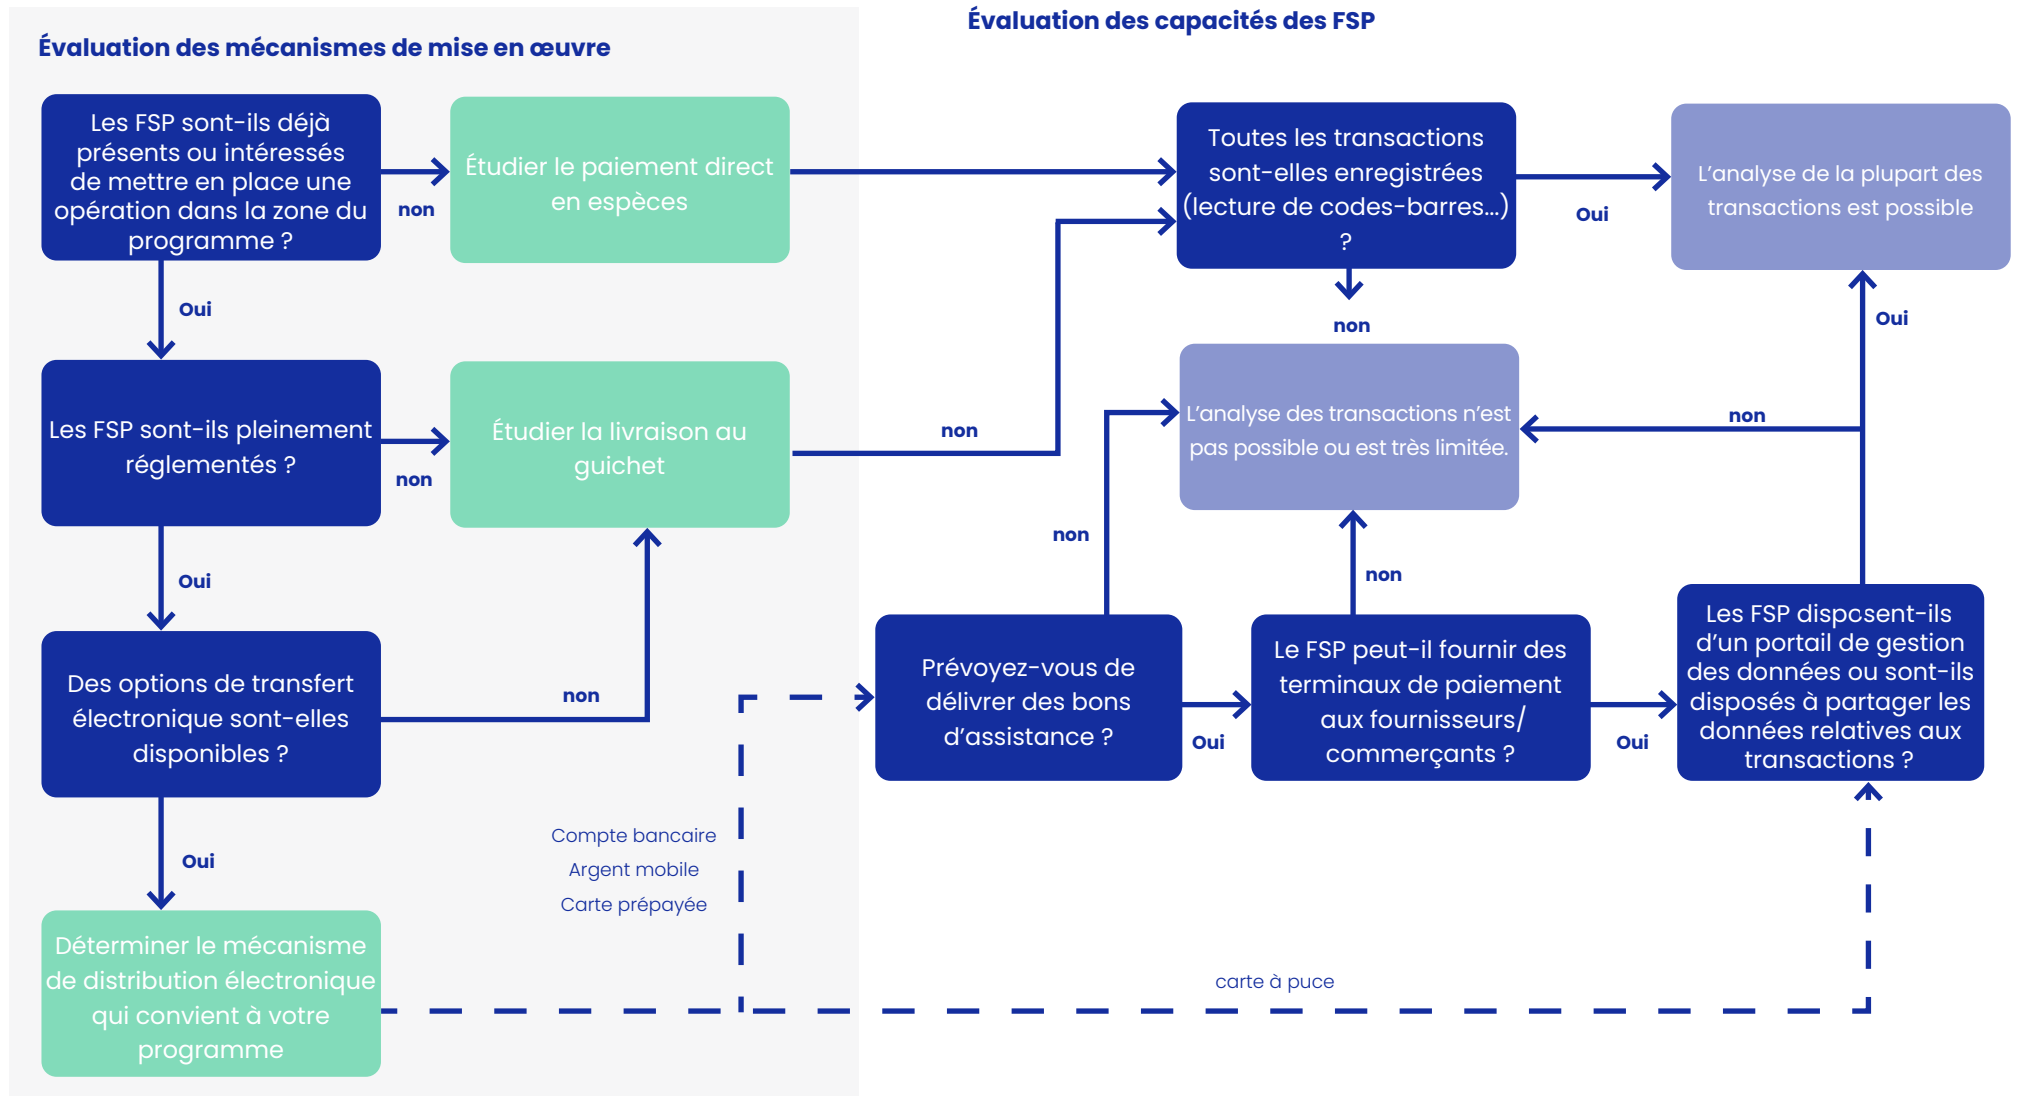 Évaluation des mécanismes de mise en œuvre
Les FSP sont-ils déjà
présents ou intéressés
de mettre en place une
opération dans la zone du
programme ?
non
Étudier le paiement direct
en espèces
Oui
Les FSP sont-ils pleinement
réglementés ?
non
Étudier la livraison au
guichet
Oui
Des options de transfert
électronique sont-elles
disponibles ?
non
Oui
Déterminer le mécanisme
de distribution électronique
qui convient à votre
programme
Compte bancaire
Argent mobile
Carte prépayée
Évaluation des capacités des FSP
Toutes les transactions
sont-elles enregistrées
(lecture de codes-barres...)
?
Oui
L'analyse de la plupart des
transactions est possible
non
non
L'analyse des transactions n'est
pas possible ou est très limitée.
non
Oui
non
non
Prévoyez-vous de
délivrer des bons
d'assistance ?
Oui
Le FSP peut-il fournir des
terminaux de paiement
aux fournisseurs/
commerçants ?
Oui
Les FSP disposent-ils
d'un portail de gestion
des données ou sont-ils
disposés à partager les
données relatives aux
transactions ?
carte à puce